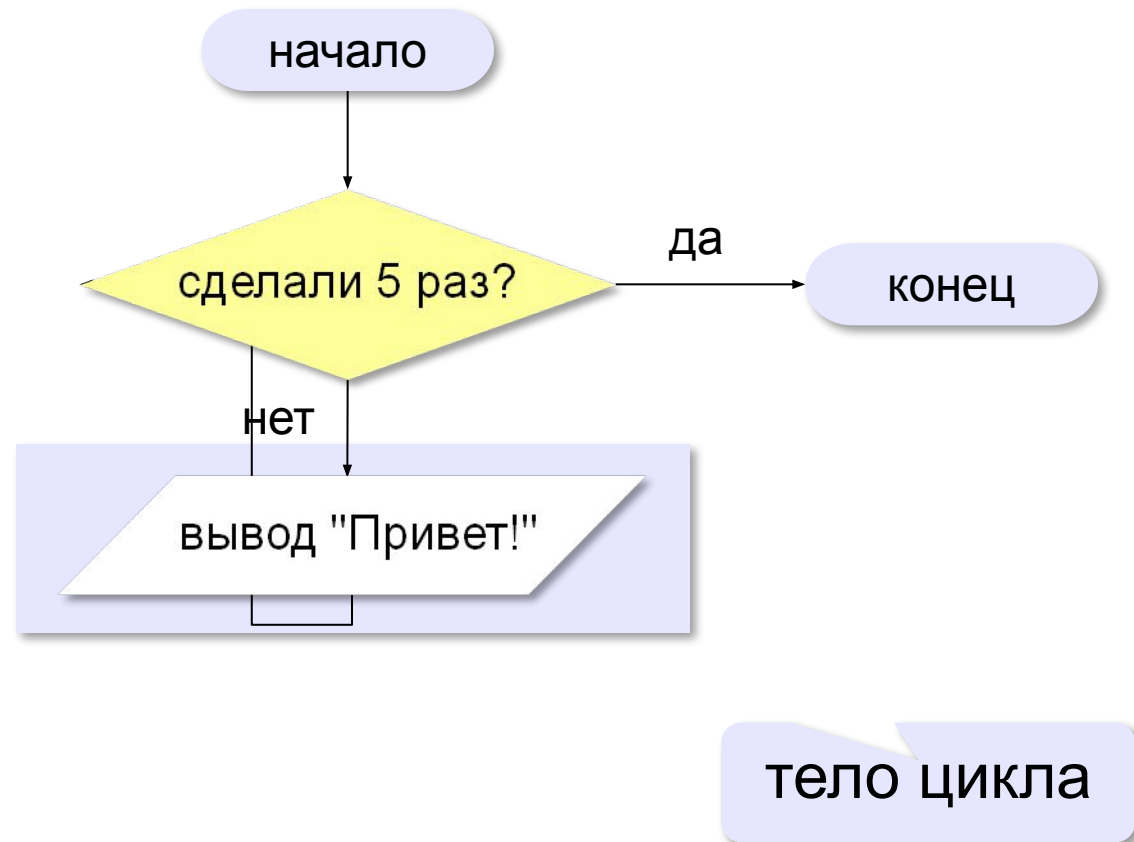 начало
сделали 5 раз?
да
конец
нет
вывод "Привет!"
тело цикла